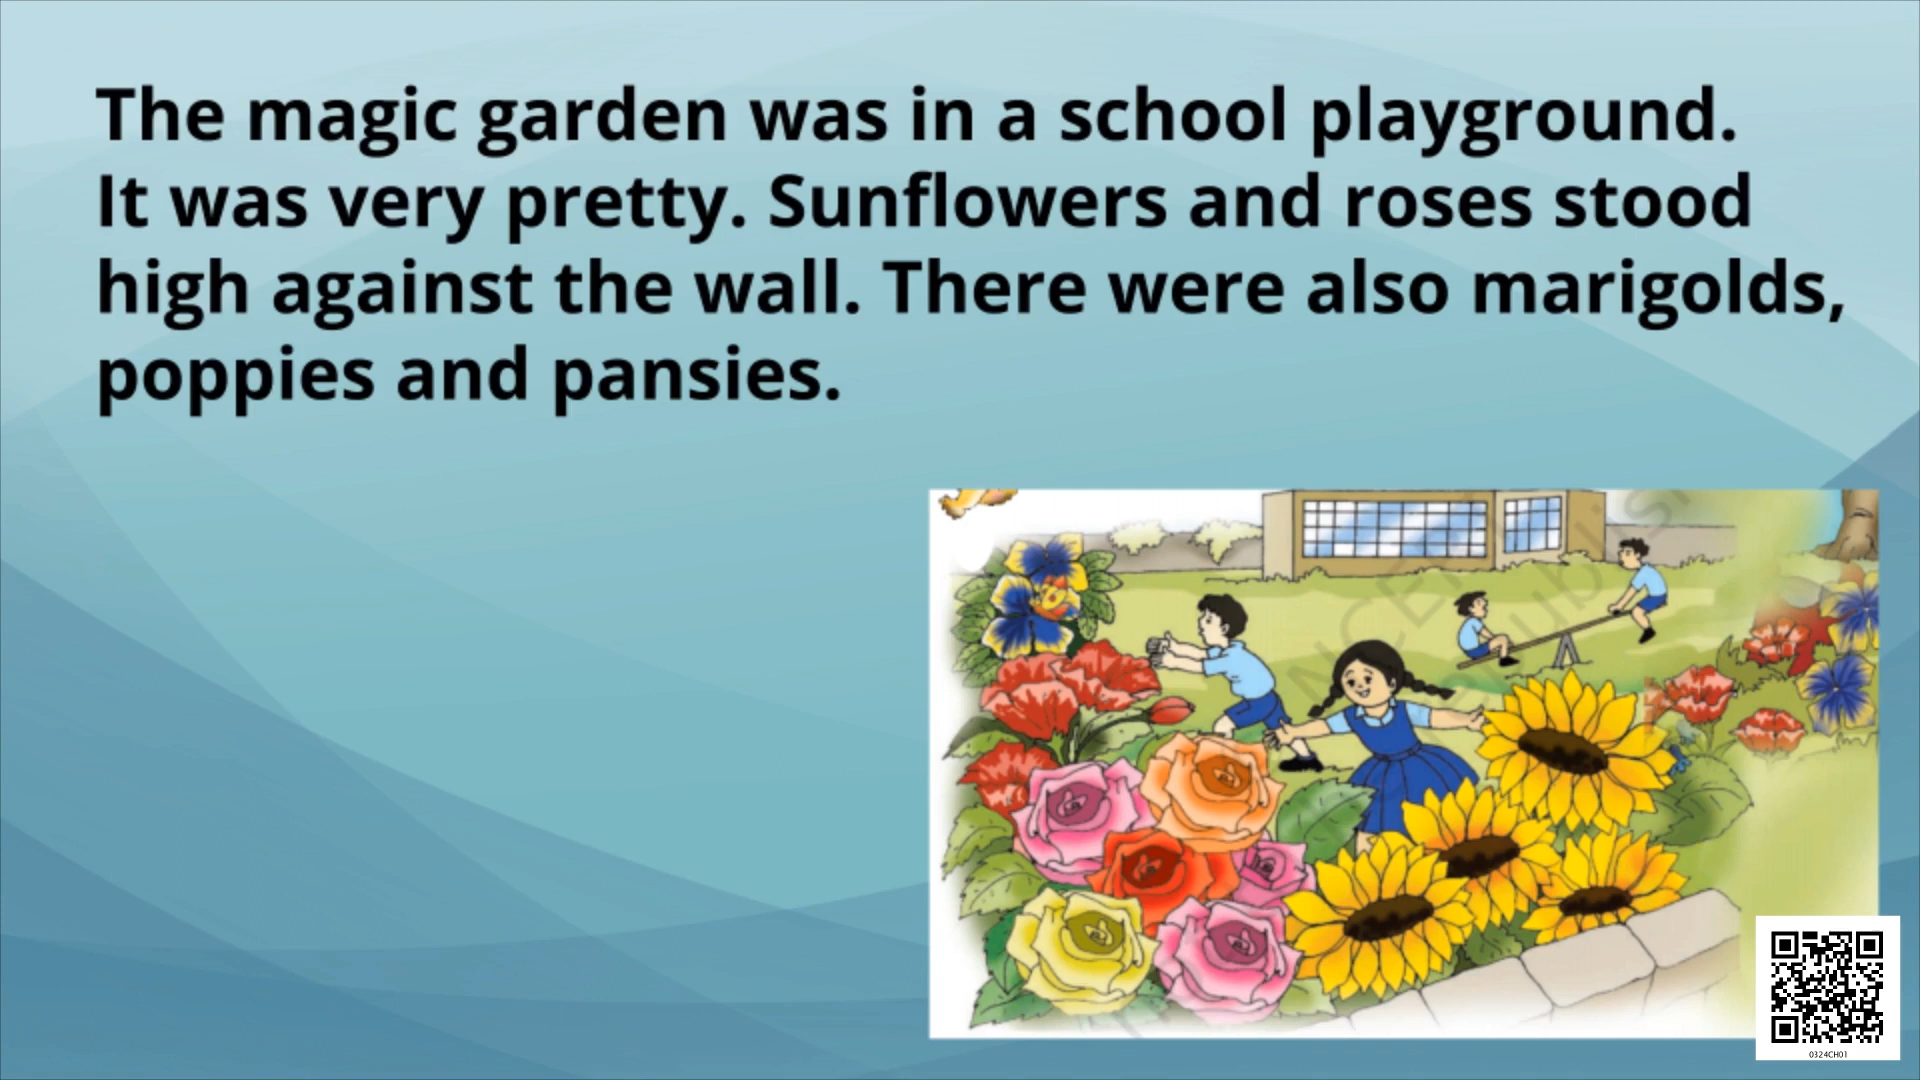 The magic garden was in a school playground.
It was very pretty. Sunflowers and roses stood
high against the wall. There were also marigolds,
poppies and pansies.
0324CH01